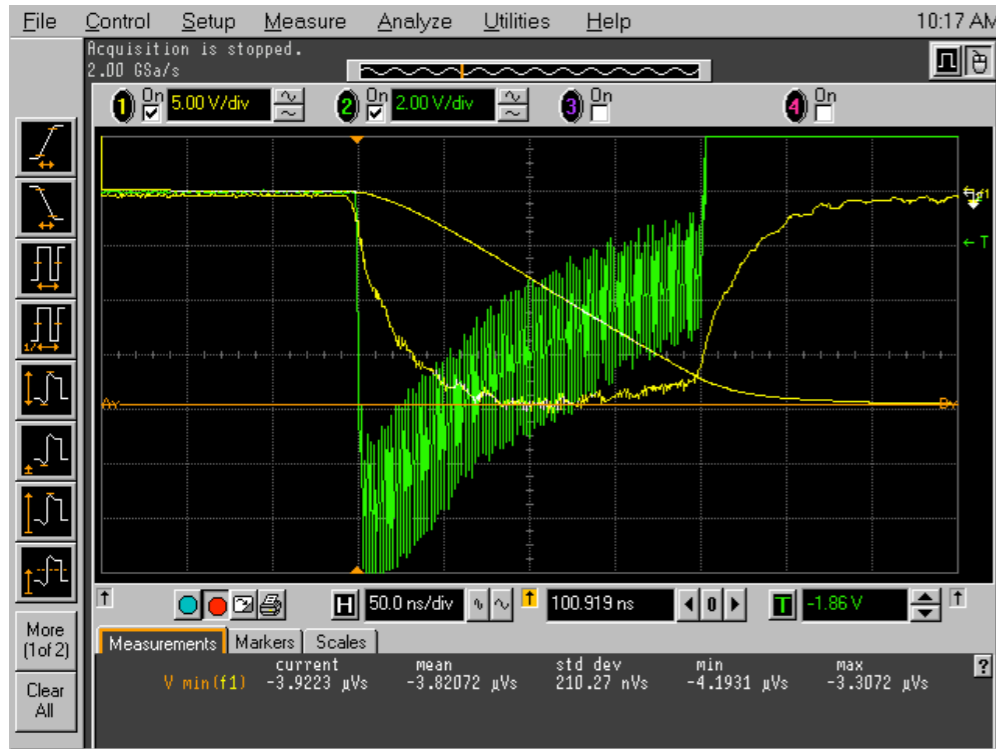 File Control Setup Measure Analyze Utilities Help 10:17 AM
Acquisition is stopped.
2.00 GSa/s
1 On 5.00 V/div 2 On 2.00 V/div 3 On 4 On
f1
T
Ax Bx
H 50.0 ns/div 100.919 ns 0 T -1.86 V
More
(1of 2)
Clear
All
Measurements Markers Scales
current mean std dev min max
V min(f1) -3.9223 µVs -3.82072 µVs 210.27 nVs -4.1931 µVs -3.3072 µVs
?